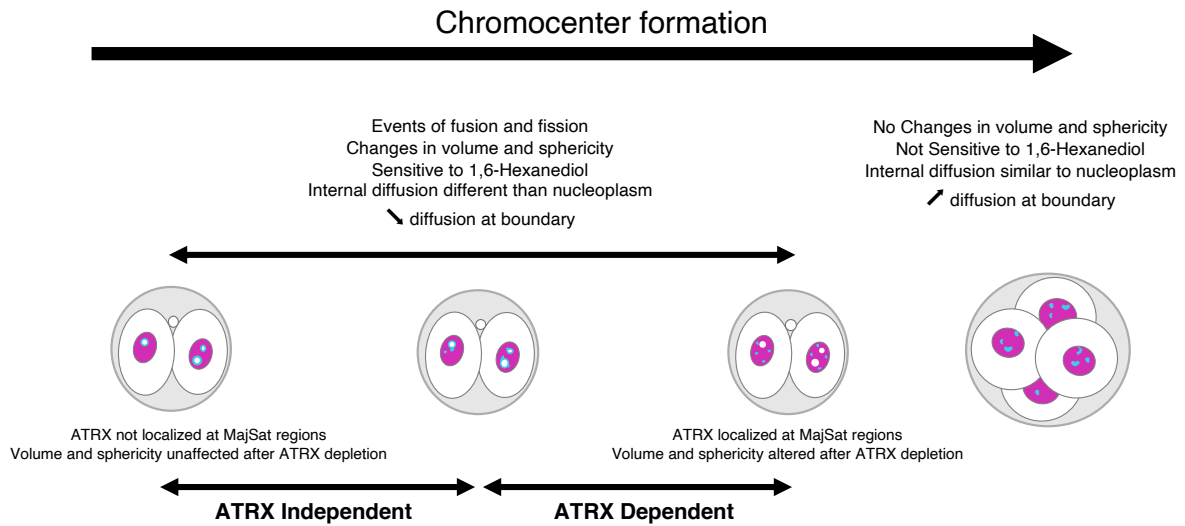 Chromocenter formation
Events of fusion and fission
Changes in volume and sphericity
Sensitive to 1,6-Hexanediol
Internal diffusion different than nucleoplasm
diffusion at boundary
No Changes in volume and sphericity
Not Sensitive to 1,6-Hexanediol
Internal diffusion similar to nucleoplasm
diffusion at boundary
ATRX not localized at MajSat regions
Volume and sphericity unaffected after ATRX depletion
ATRX localized at MajSat regions
Volume and sphericity altered after ATRX depletion
ATRX Independent
ATRX Dependent